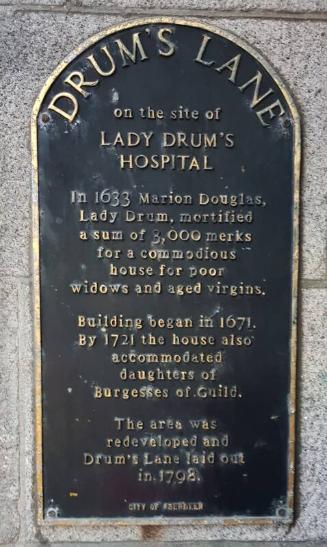 DRUM'S LANE
on the site of
LADY DRUM'S
HOSPITAL
In 1633 Marion Douglas,
Lady Drum, mortified
a sum of 3,000 merks
for a commodious
house for poor
widows and aged virgins.
Building began in 1671.
By 1721 the house also
accommodated
daughters of
Burgesses of Guild.
The area was
redeveloped and
Drum's Lane laid out
in 1798.
CITY OF ABERDEEN